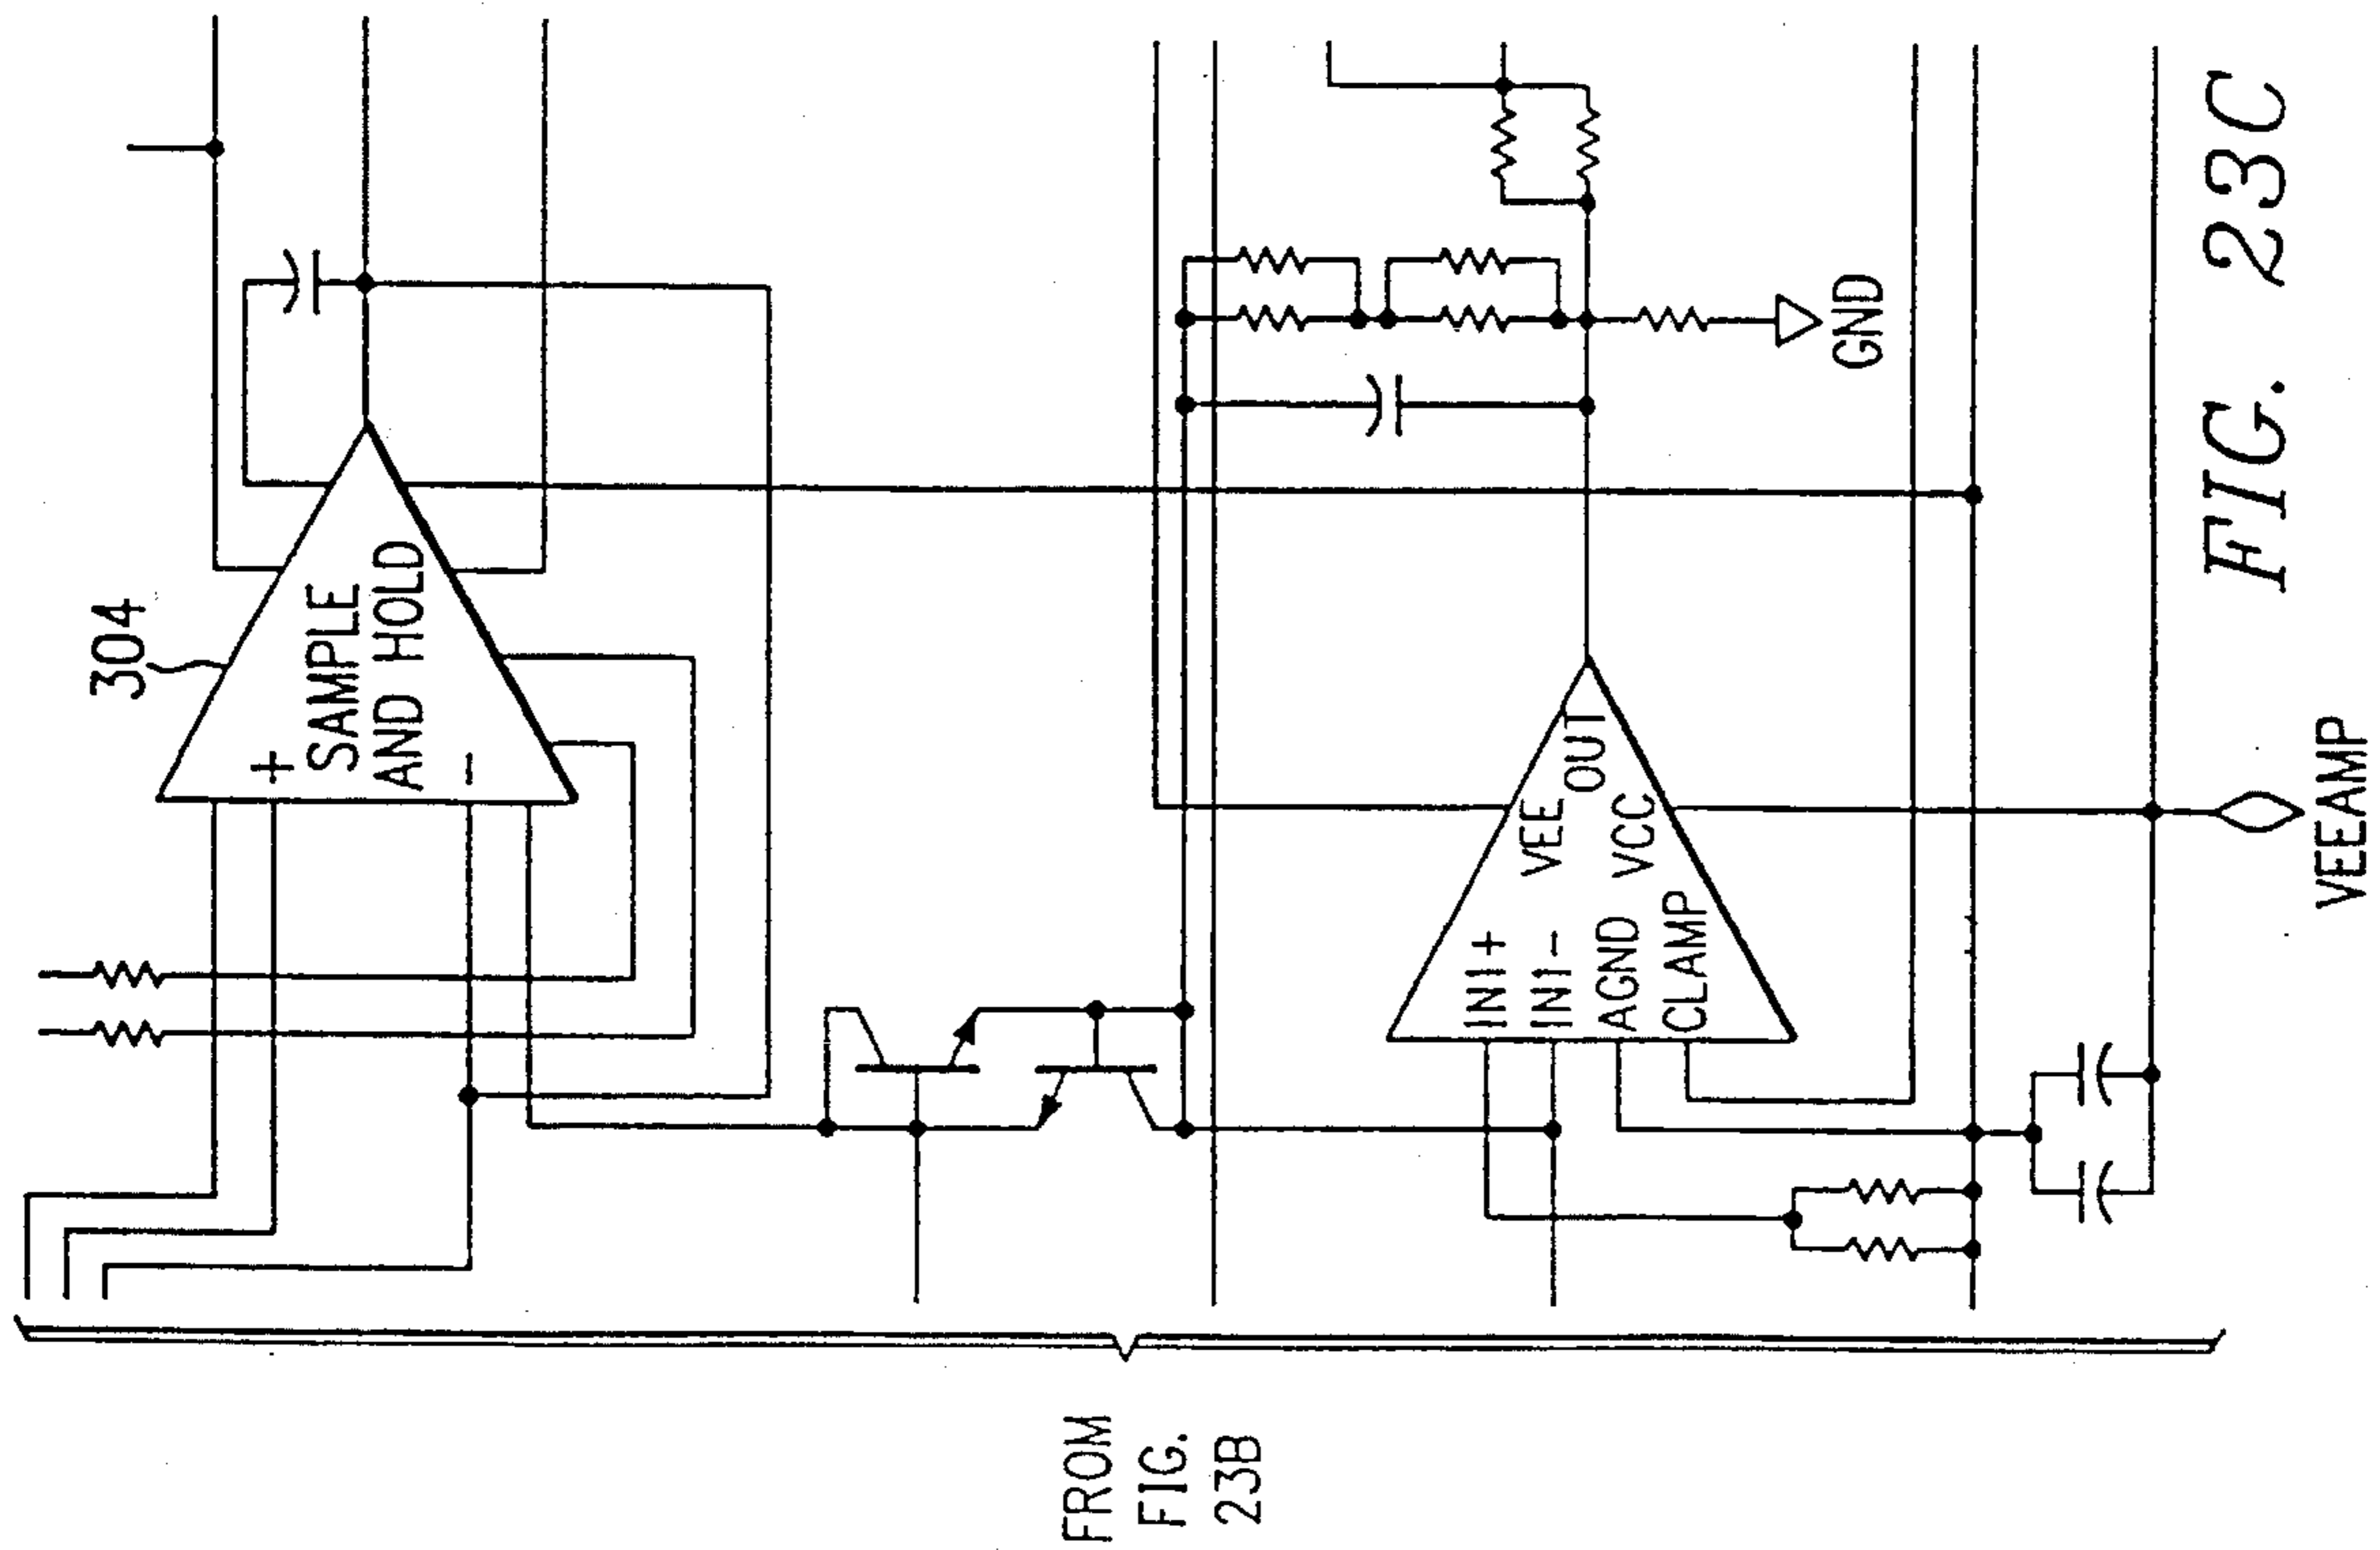 304
+
SAMPLE
AND HOLD
-
FROM
FIG.
23B
IN1+
IN1-
AGND
CLAMP
VEE
OUT
VCC
GND
VEEAMP
FIG. 23C